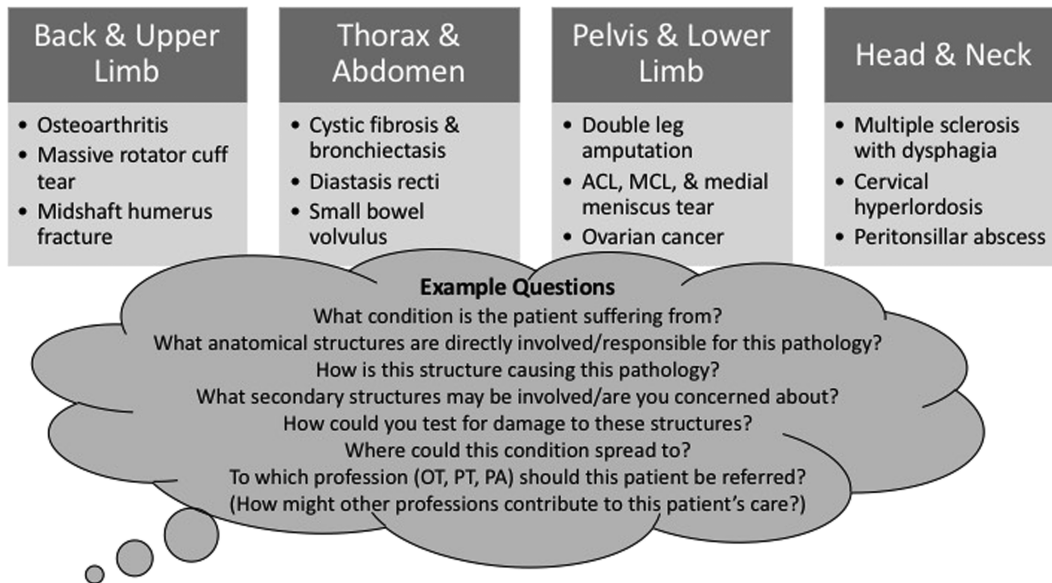 Back & Upper
Limb
• Osteoarthritis
• Massive rotator cuff
tear
• Midshaft humerus
fracture
Thorax &
Abdomen
• Cystic fibrosis &
bronchiectasis
• Diastasis recti
• Small bowel
volvulus
Pelvis & Lower
Limb
• Double leg
amputation
• ACL, MCL, & medial
meniscus tear
• Ovarian cancer
Head & Neck
• Multiple sclerosis
with dysphagia
• Cervical
hyperlordosis
• Peritonsillar abscess
Example Questions
What condition is the patient suffering from?
What anatomical structures are directly involved/responsible for this pathology?
How is this structure causing this pathology?
What secondary structures may be involved/are you concerned about?
How could you test for damage to these structures?
Where could this condition spread to?
To which profession (OT, PT, PA) should this patient be referred?
(How might other professions contribute to this patient's care?)